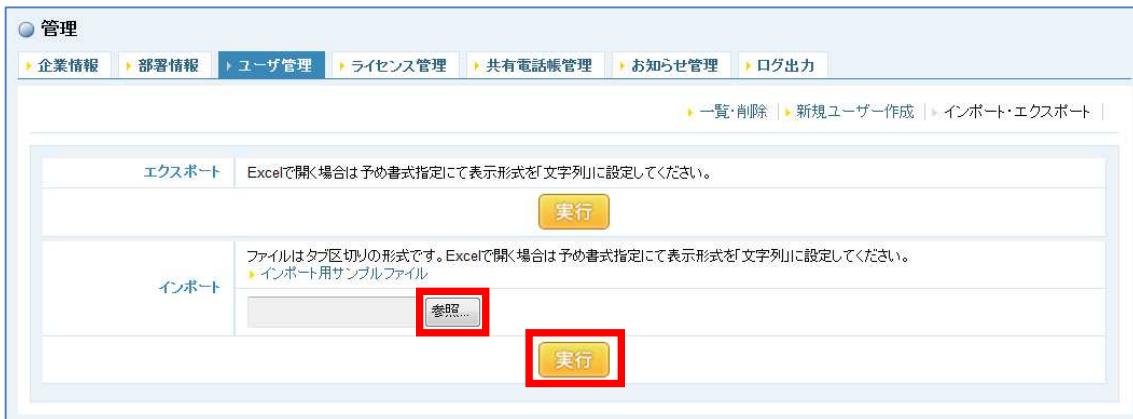 管理
企業情報 部署情報 ユーザ管理 ライセンス管理 共有電話帳管理 お知らせ管理 ログ出力
一覧・削除 | 新規ユーザー作成 | インポート・エクスポート |
エクスポート Excelで開く場合は予め書式指定にて表示形式を「文字列」に設定してください。
実行
ファイルはタブ区切りの形式です。Excelで開く場合は予め書式指定にて表示形式を「文字列」に設定してください。
インポート用サンプルファイル
インポート
参照...
実行